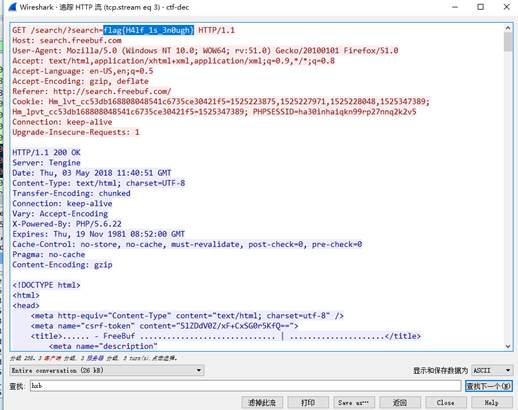 Wireshark · 追踪 HTTP 流 (tcp.stream eq 3) · ctf-dec
GET /search/?search=flag{H4lf_1s_3n0ugh} HTTP/1.1
Host: search.freebuf.com
User-Agent: Mozilla/5.0 (Windows NT 10.0; WOW64; rv:51.0) Gecko/20100101 Firefox/51.0
Accept: text/html,application/xhtml+xml,application/xml;q=0.9,*/*;q=0.8
Accept-Language: en-US,en;q=0.5
Accept-Encoding: gzip, deflate
Referer: http://search.freebuf.com/
Cookie: Hm_lvt_cc53db168808048541c6735ce30421f5=1525223875,1525227971,1525228048,1525347389;
Hm_lpvt_cc53db168808048541c6735ce30421f5=1525347389; PHPSESSID=ha30inhaiqkn99rp27nnq2k2v5
Connection: keep-alive
Upgrade-Insecure-Requests: 1
HTTP/1.1 200 OK
Server: Tengine
Date: Thu, 03 May 2018 11:40:51 GMT
Content-Type: text/html; charset=UTF-8
Transfer-Encoding: chunked
Connection: keep-alive
Vary: Accept-Encoding
X-Powered-By: PHP/5.6.22
Expires: Thu, 19 Nov 1981 08:52:00 GMT
Cache-Control: no-store, no-cache, must-revalidate, post-check=0, pre-check=0
Pragma: no-cache
Content-Encoding: gzip
<!DOCTYPE html>
<html>
<head>
<meta http-equiv="Content-Type" content="text/html; charset=utf-8" />
<meta name="csrf-token" content="5lZDdV0Z/xF+CxSG0r5KfQ==">
<title>...... - FreeBuf ............................ | .....................</title>
<meta name="description"
分组 258。3 客户端 分组，3 服务器 分组，5 turn(s).点击选择。
Entire conversation (26 kB) 显示和保存数据为 ASCII
查找: hxb 查找下一个(N)
滤掉此流 打印 Save as… 返回 Close Help